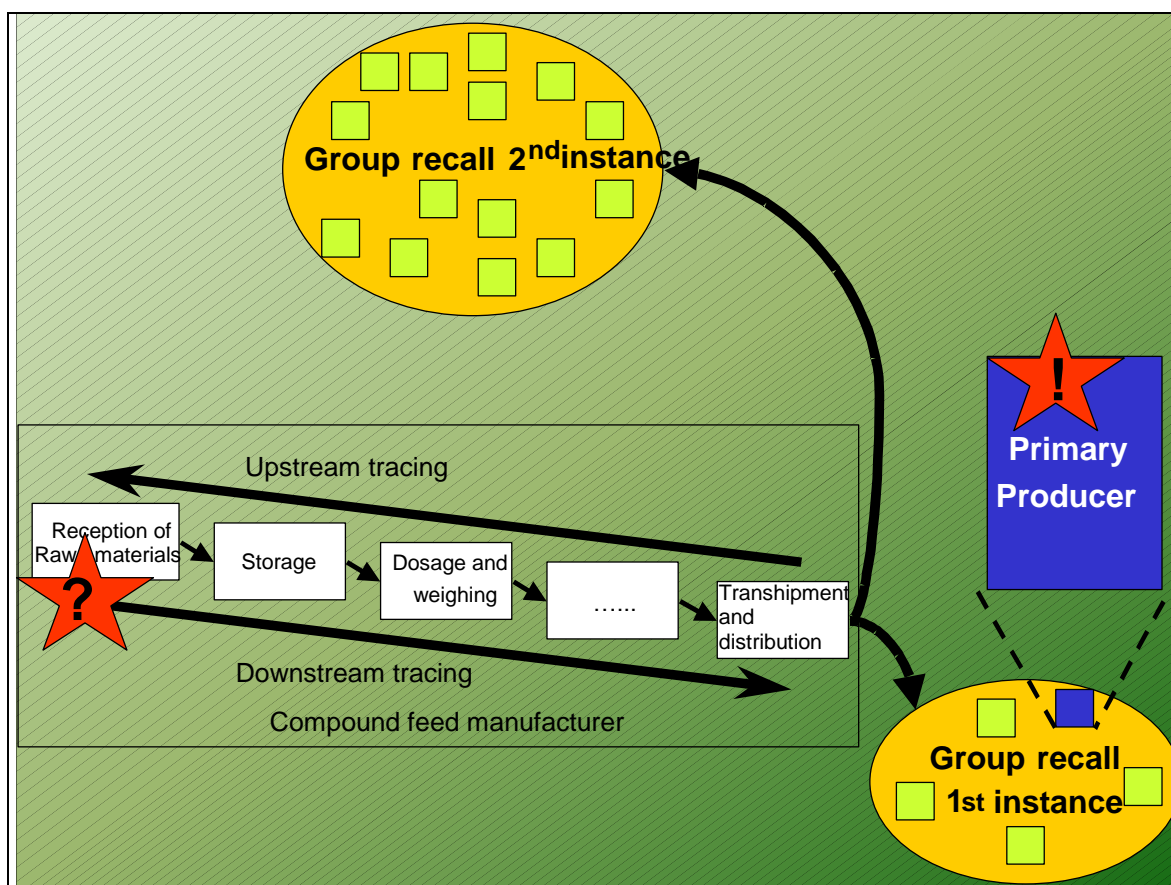 Group recall 2nd instance
!
Primary
Producer
Upstream tracing
Reception of
Raw materials
?
Storage
Dosage and
weighing
…...
Transhipment
and
distribution
Downstream tracing
Compound feed manufacturer
Group recall
1st instance